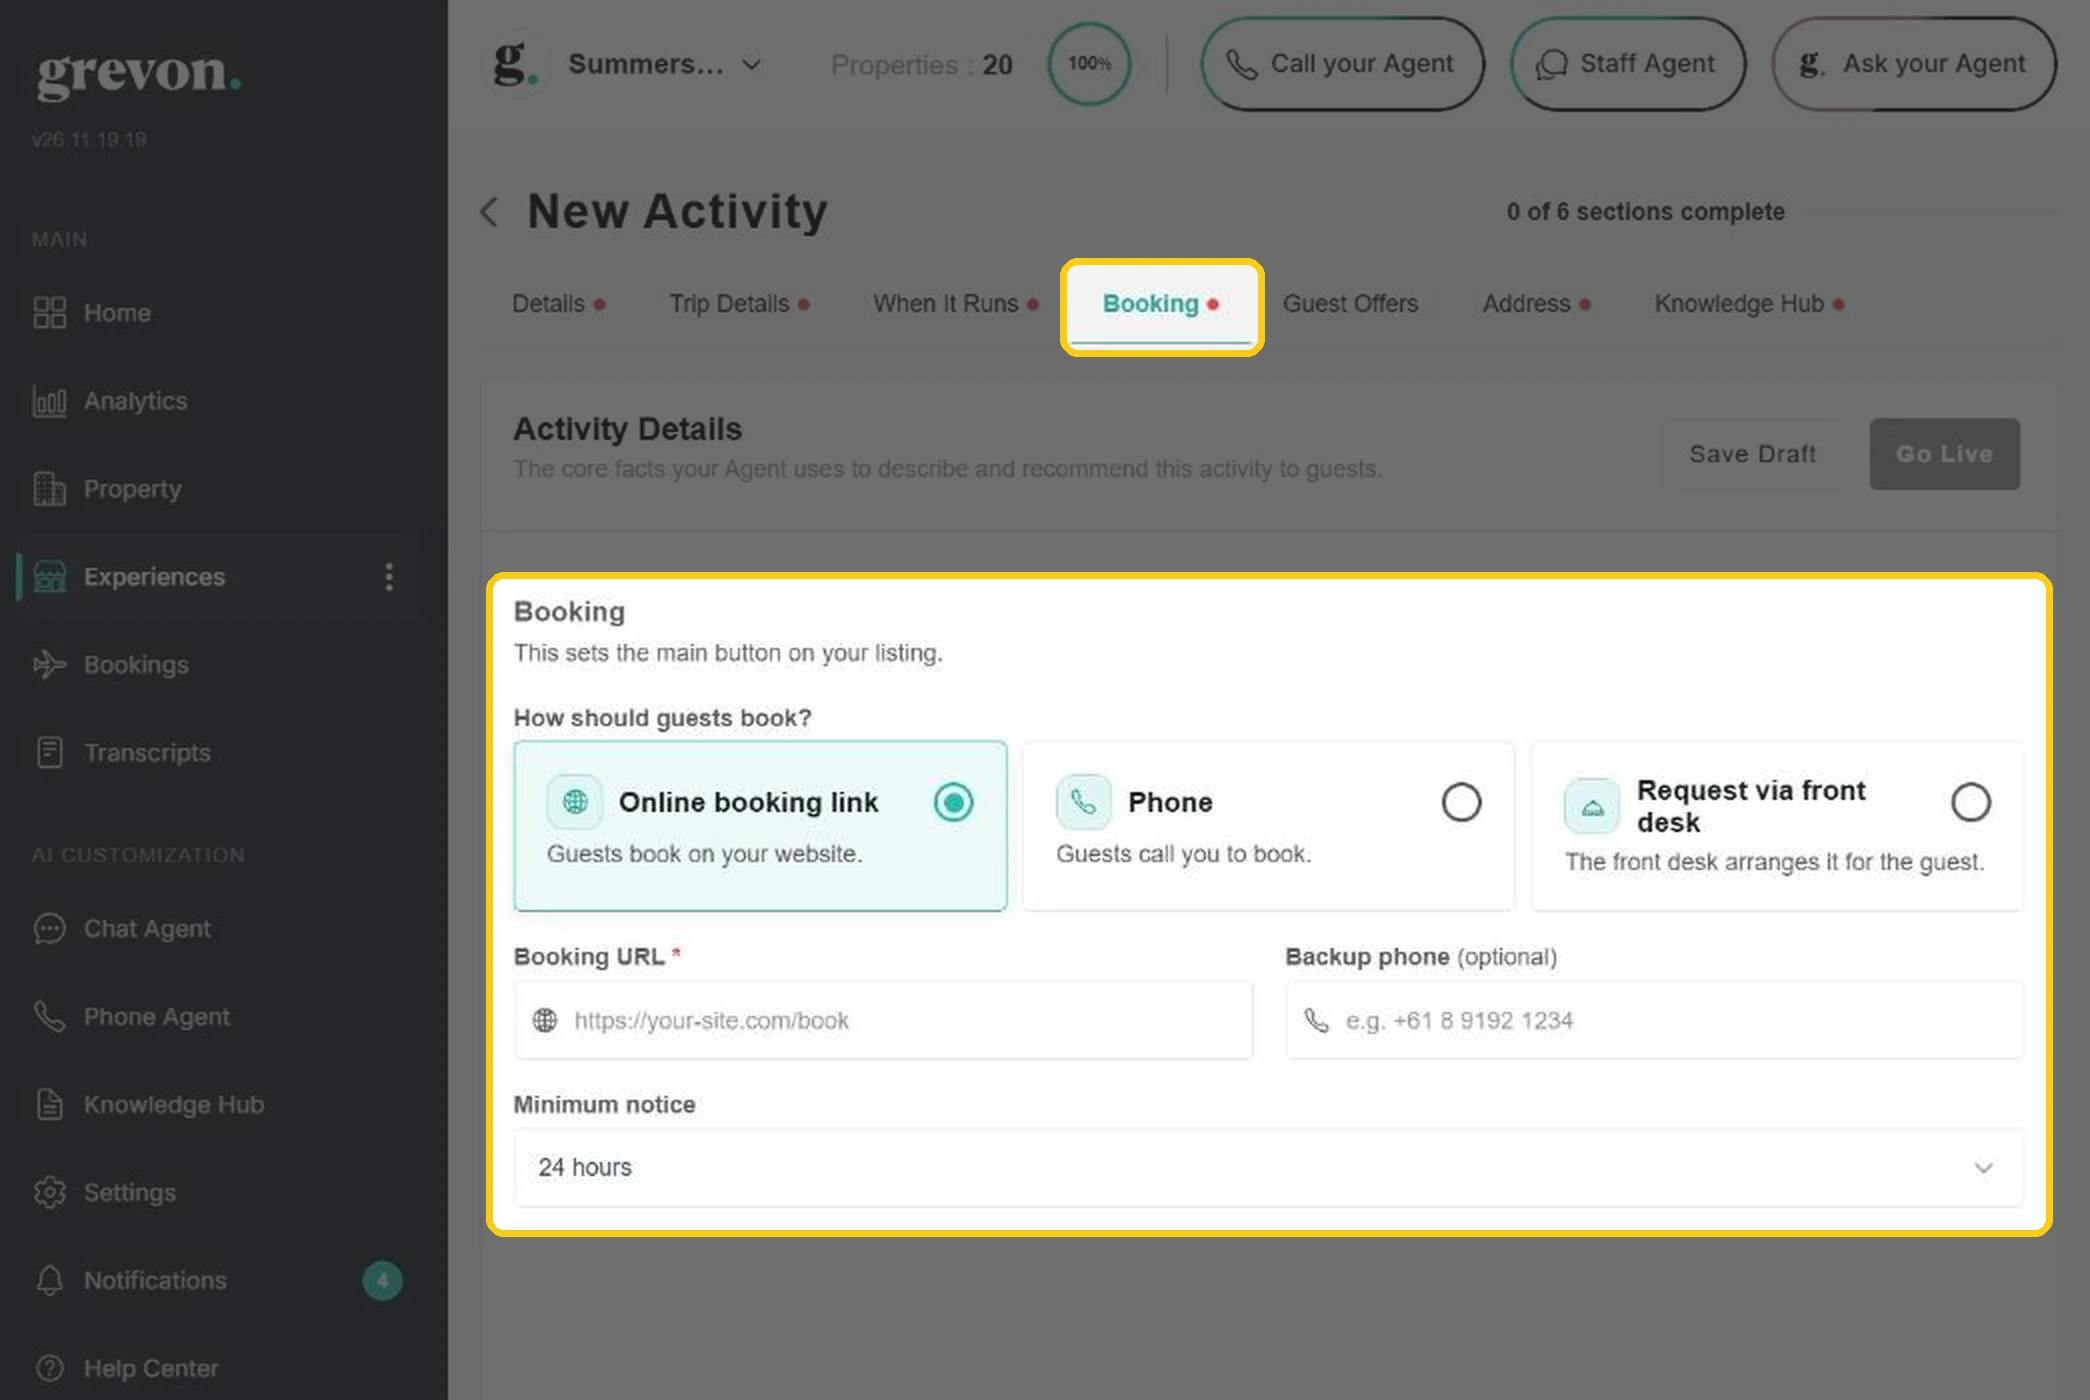 grevon.
v26.11.19.19
MAIN
Home
Analytics
Property
Experiences
Bookings
Transcripts
AI CUSTOMIZATION
Chat Agent
Phone Agent
Knowledge Hub
Settings
Notifications
4
Help Center
g.
Summers...
Properties : 20
100%
Call your Agent
Staff Agent
g.
Ask your Agent
New Activity
0 of 6 sections complete
Details
Trip Details
When It Runs
Booking
Guest Offers
Address
Knowledge Hub
Activity Details
The core facts your Agent uses to describe and recommend this activity to guests.
Save Draft
Go Live
Booking
This sets the main button on your listing.
How should guests book?
Online booking link
Guests book on your website.
Phone
Guests call you to book.
Request via front
desk
The front desk arranges it for the guest.
Booking URL *
https://your-site.com/book
Backup phone (optional)
e.g. +61 8 9192 1234
Minimum notice
24 hours